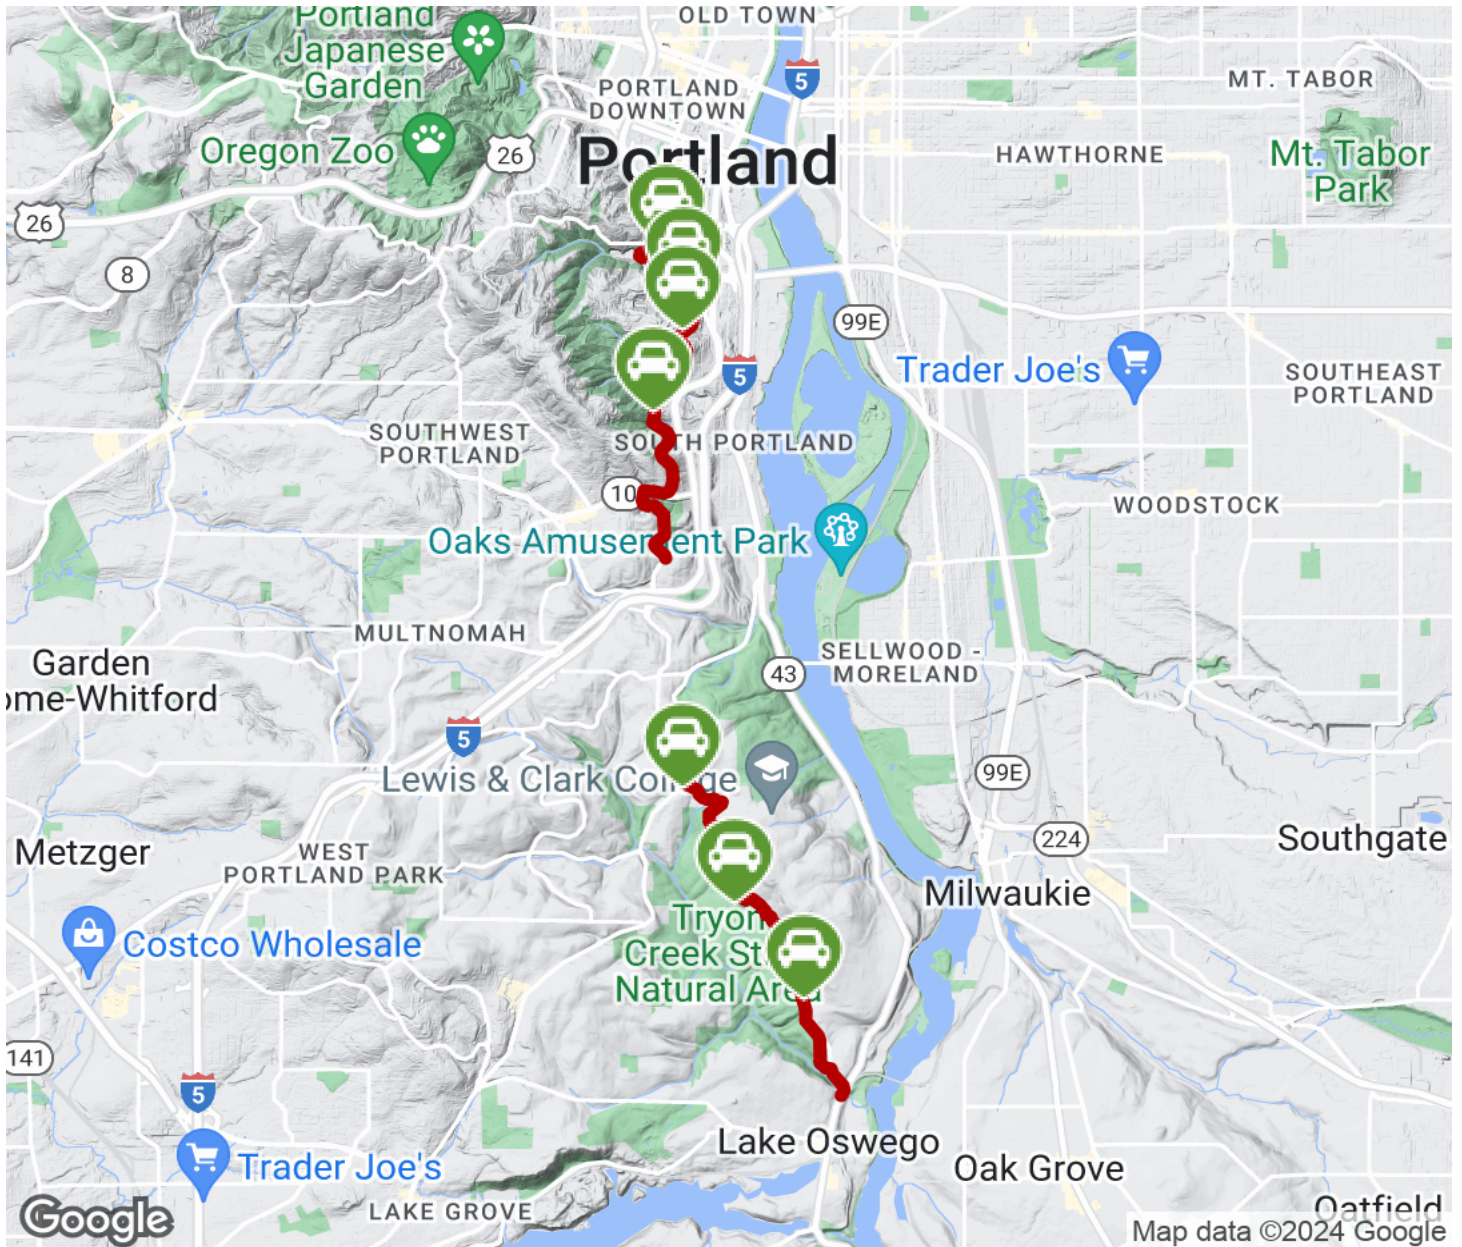 OLD TOWN
Portland
Japanese
Garden
5
PORTLAND
DOWNTOWN
MT. TABOR
Oregon Zoo
26
Portland
HAWTHORNE
Mt. Tabor
Park
26
8
99E
5
Trader Joe's
SOUTHEAST
PORTLAND
SOUTHWEST
PORTLAND
SOUTH PORTLAND
10
WOODSTOCK
Oaks Amusement Park
MULTNOMAH
Garden
ome-Whitford
SELLWOOD -
MORELAND
43
5
Lewis & Clark College
99E
224
Southgate
Metzger
WEST
PORTLAND PARK
Milwaukie
Costco Wholesale
Tryon
Creek State
Natural Area
141
5
Trader Joe's
Lake Oswego
Oak Grove
LAKE GROVE
Oatfield
Google
Map data ©2024 Google